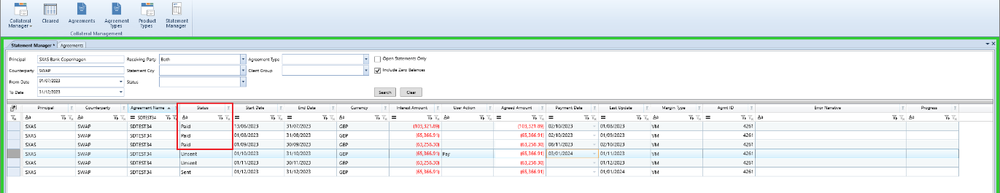 Collateral Manager Cleared Agreements Agreement Types Product Types Statement Manager
Collateral Management
Statement Manager * Agreements
Principal SXAS Bank Copenhagen Receiving Party Both Agreement Type Open Statements Only
Counterparty SWAP Statement Ccy Client Group Include Zero Balances
From Date 01/07/2023 Status
To Date 31/12/2023 Search Clear
Principal Counterparty Agreement Name Status Start Date End Date Currency Interest Amount User Action Agreed Amount Payment Date Last Update Margin Type Agmt ID Error Narrative Progress
Aa Aa = SDTEST34 Aa = = Aa = Aa = = = Aa = Aa Aa
SXAS SWAP SDTEST34 Paid 13/06/2023 31/07/2023 GBP (103,321.89) (103,321.89) 02/10/2023 01/08/2023 VM 4261
SXAS SWAP SDTEST34 Paid 01/08/2023 31/08/2023 GBP (65,366.91) (65,366.91) 02/10/2023 01/09/2023 VM 4261
SXAS SWAP SDTEST34 Paid 01/09/2023 30/09/2023 GBP (63,258.30) (63,258.30) 08/11/2023 02/10/2023 VM 4261
SXAS SWAP SDTEST34 Unsent 01/10/2023 31/10/2023 GBP (65,366.91) Pay (65,366.91) 03/01/2024 01/11/2023 VM 4261
SXAS SWAP SDTEST34 Unsent 01/11/2023 30/11/2023 GBP (63,258.30) (63,258.30) 01/12/2023 VM 4261
SXAS SWAP SDTEST34 Sent 01/12/2023 31/12/2023 GBP (65,366.91) (65,366.91) 01/01/2024 VM 4261